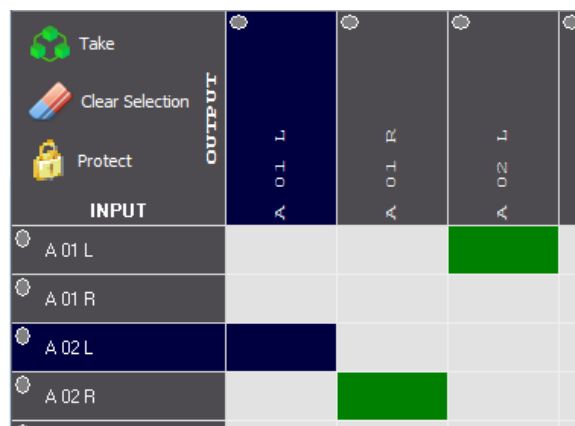 Take
Clear Selection
Protect
OUTPUT
INPUT
A 01 L
A 01 R
A 02 L
A 01 L
A 01 R
A 02 L
A 02 R